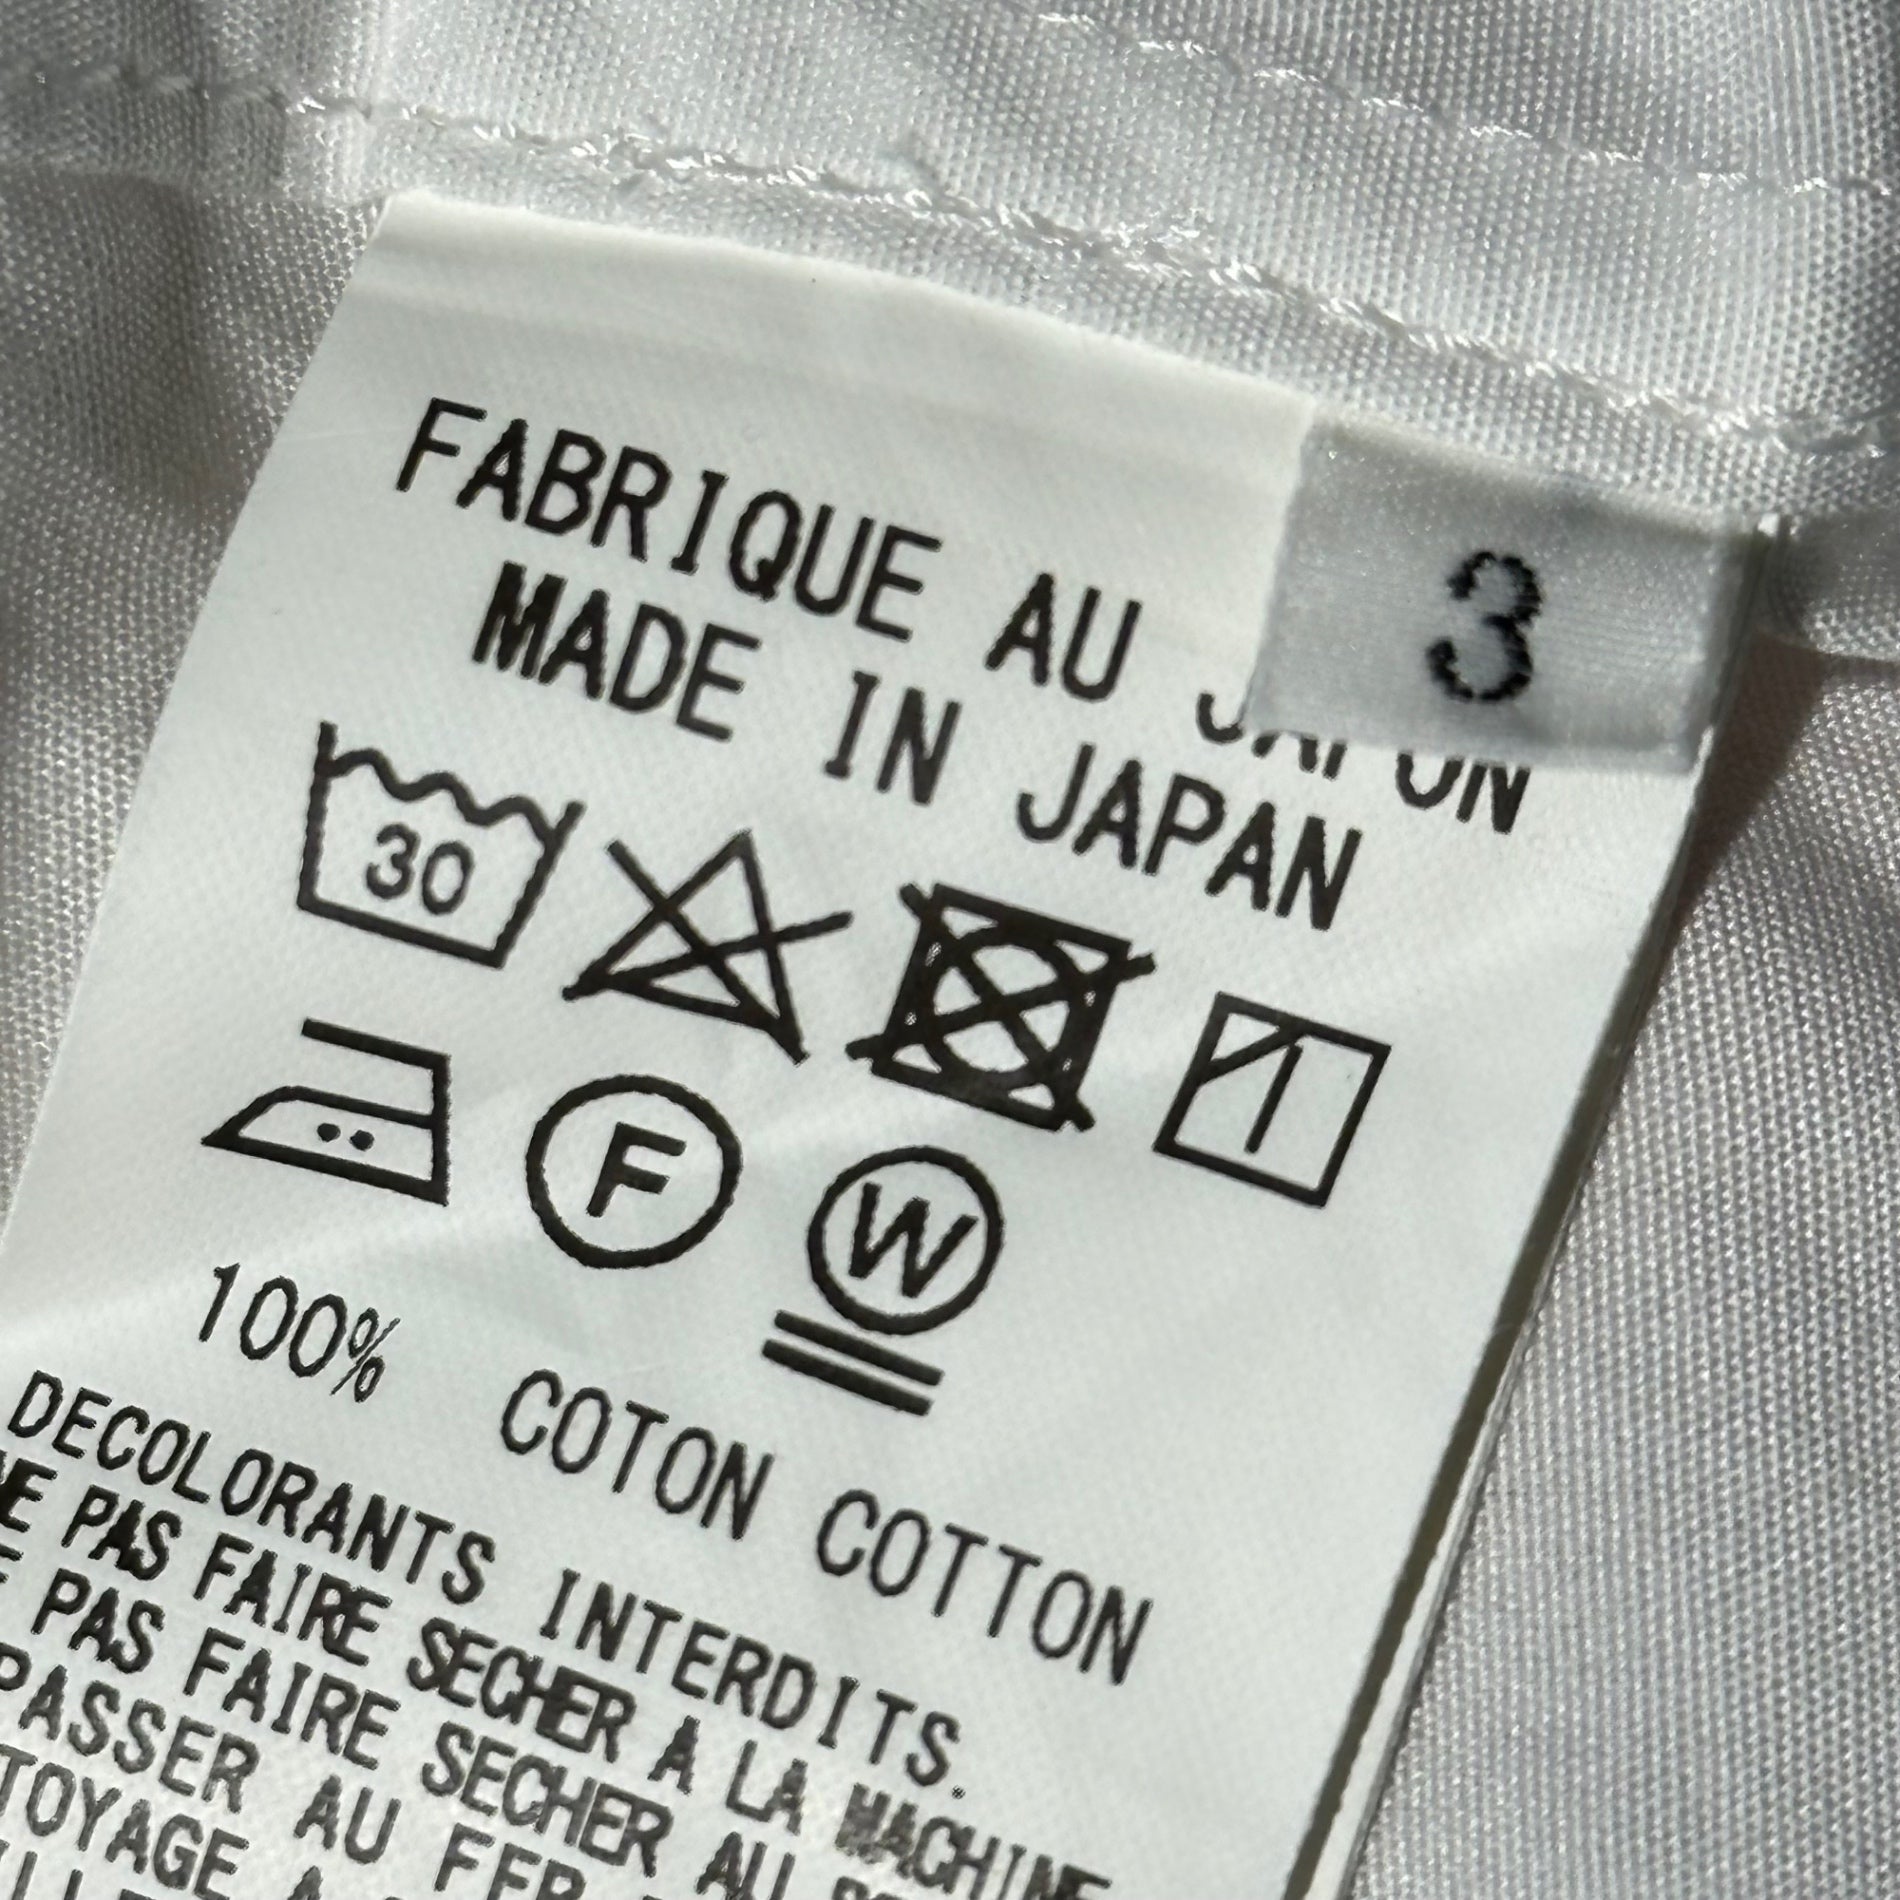 FABRIQUE AU JAPON
3
MADE IN JAPAN
30
F
W
100% COTON COTTON
DECOLORANTS INTERDITS.
PAS FAIRE SECHER A LA MACHINE
PAS FAIRE SECHER AU
PASSER AU FER